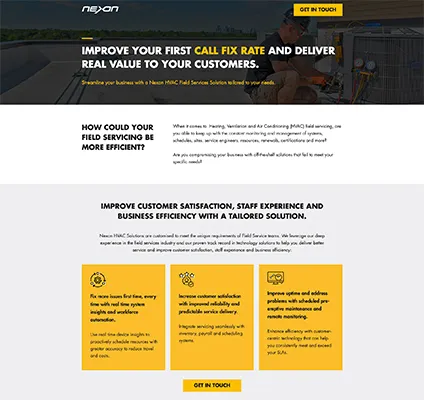 nexon
GET IN TOUCH
IMPROVE YOUR FIRST CALL FIX RATE AND DELIVER
REAL VALUE TO YOUR CUSTOMERS.
Streamline your business with a Nexon HVAC Field Services Solution tailored to your needs.
HOW COULD YOUR
FIELD SERVICING BE
MORE EFFICIENT?
When it comes to Heating, Ventilation and Air Conditioning (HVAC) field servicing, are
you able to keep up with the constant monitoring and management of systems,
schedules, sites, service engineers, resources, renewals, certifications and more?
Are you compromising your business with off-the-shelf solutions that fail to meet your
specific needs?
IMPROVE CUSTOMER SATISFACTION, STAFF EXPERIENCE AND
BUSINESS EFFICIENCY WITH A TAILORED SOLUTION.
Nexon HVAC Solutions are customised to meet the unique requirements of Field Service teams. We leverage our deep
experience in the field services industry and our proven track record in technology solutions to help you deliver better
service and improve customer satisfaction, staff experience and business efficiency.
Fix more issues first time, every
time with real time system
insights and workforce
automation.
Use real time device insights to
proactively schedule resources with
greater accuracy to reduce travel
and costs.
Increase customer satisfaction
with improved reliability and
predictable service delivery.
Integrate servicing seamlessly with
inventory, payroll and scheduling
systems.
Improve uptime and address
problems with scheduled pre-
emptive maintenance and
remote monitoring.
Enhance efficiency with customer
centric technology that can help
you consistently meet and exceed
your SLAs.
GET IN TOUCH